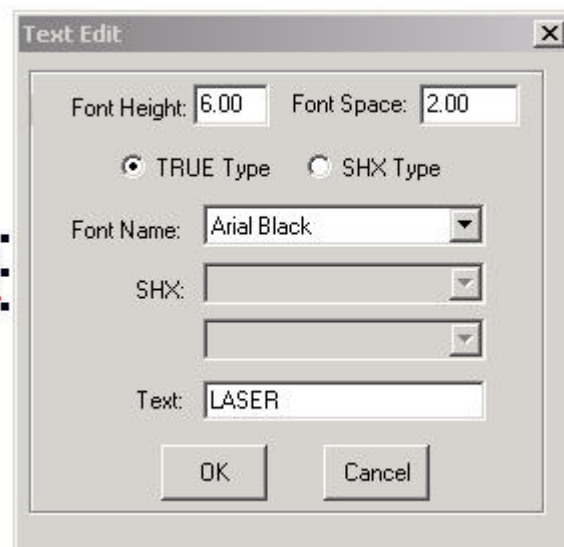 Text Edit
Font Height: 6.00 Font Space: 2.00
TRUE Type SHX Type
Font Name: Arial Black
SHX:
Text: LASER
OK Cancel